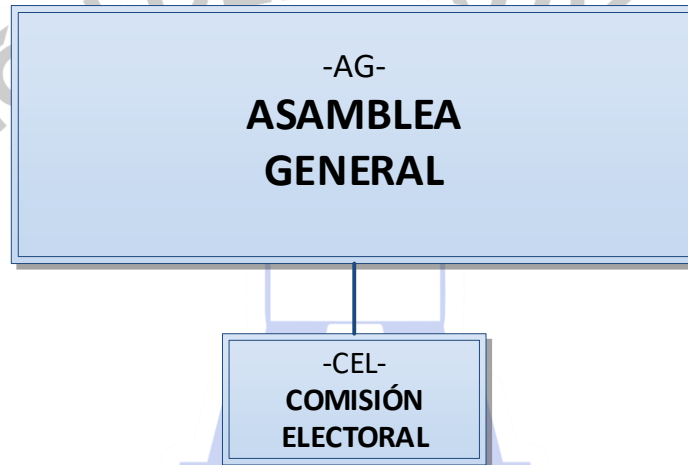 -AG-
ASAMBLEA
GENERAL
-CEL-
COMISIÓN
ELECTORAL